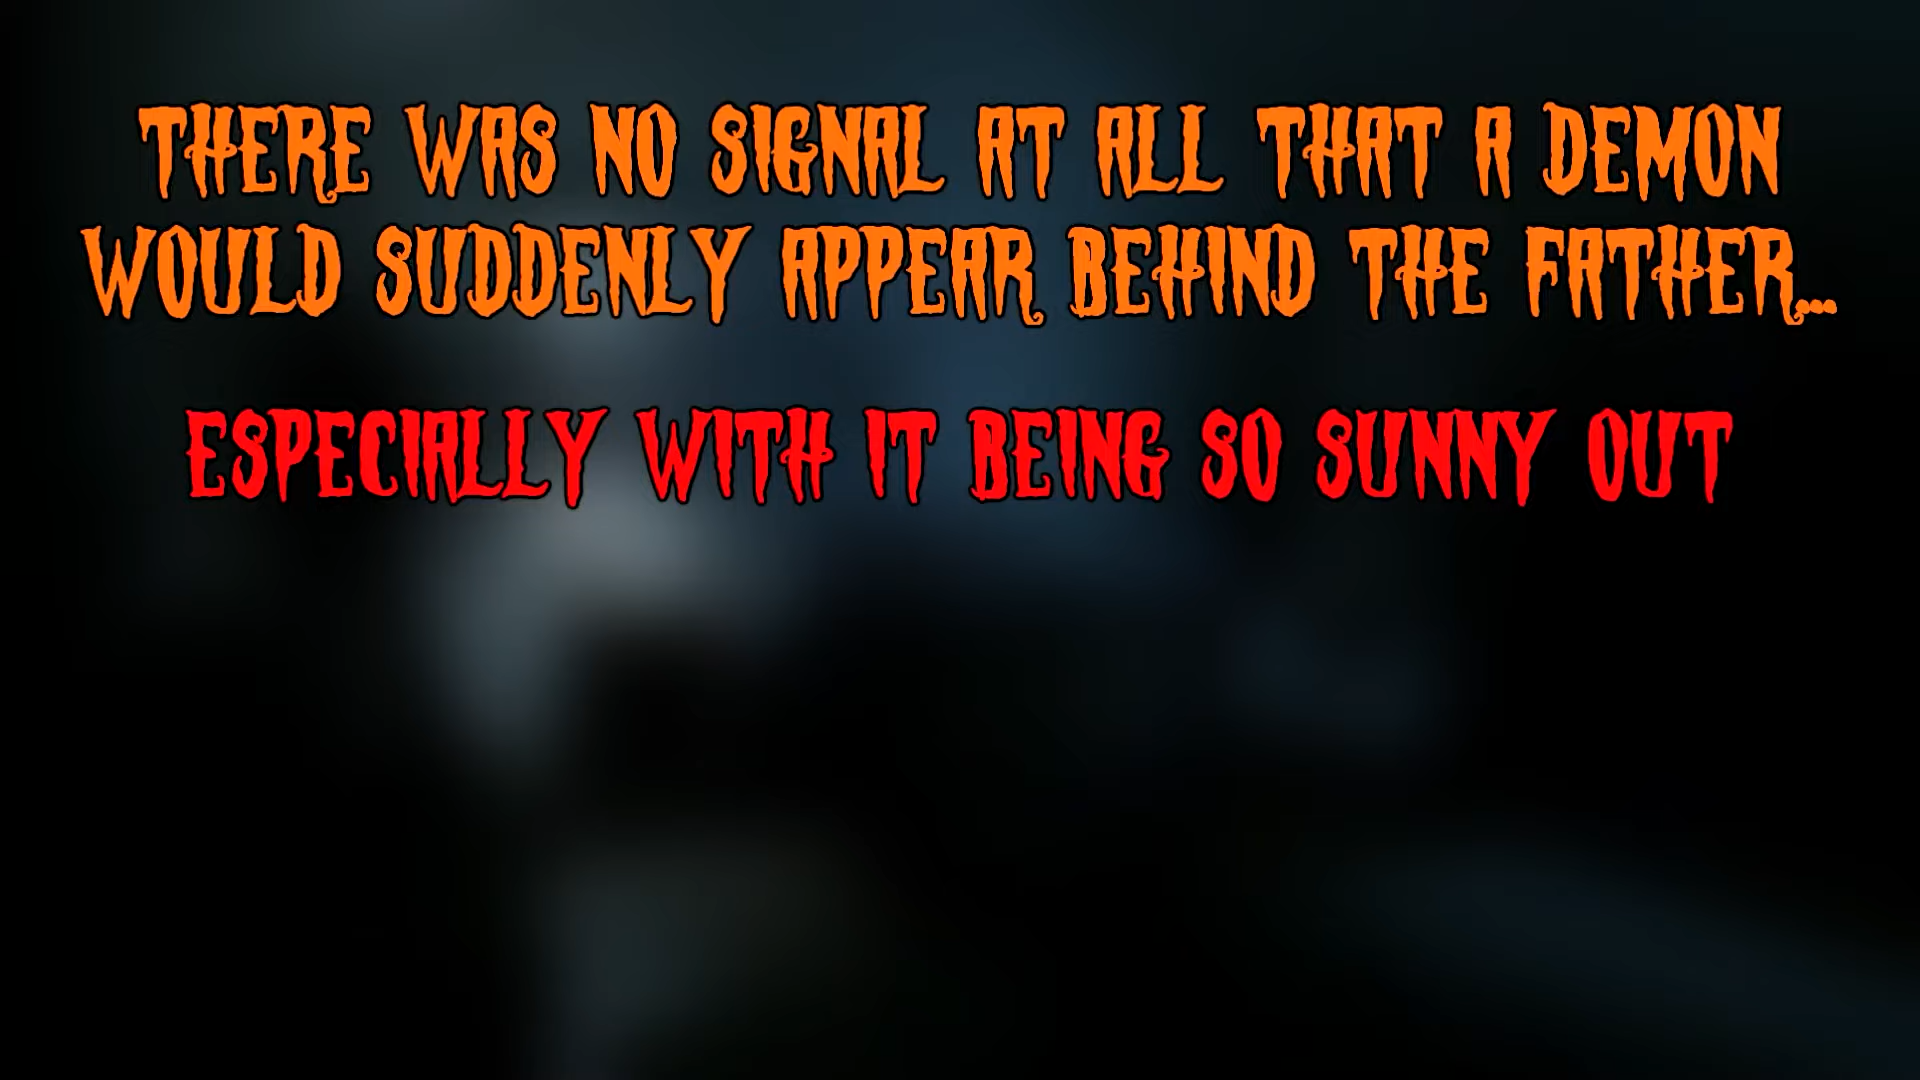 THERE WAS NO SIGNAL AT ALL THAT A DEMON
WOULD SUDDENLY APPEAR BEHIND THE FATHER...
ESPECIALLY WITH IT BEING SO SUNNY OUT